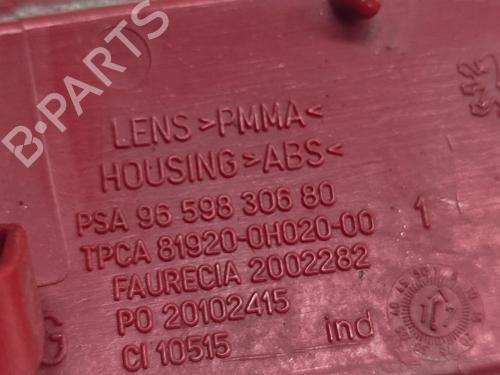 LENS >PMMA<
HOUSING >ABS<
PSA 96 598 306 80
TPCA 81920-0H020-00 1
FAURECIA 2002282
PO 20102415
CI 10515 ind
G
B-PARTS